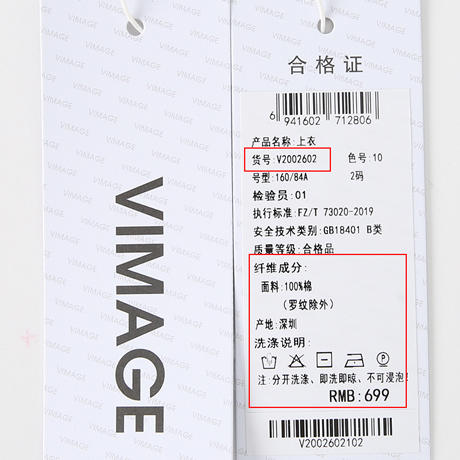 VIMAGE
合格证
6 941602 712806
产品名称:上衣
货号:V2002602 色号:10
号型:160/84A 2码
检验员:01
执行标准:FZ/T 73020-2019
安全技术类别:GB18401 B类
质量等级:合格品
纤维成分:
面料:100%棉
(罗纹除外)
产地:深圳
洗涤说明:
P
注:分开洗涤、即洗即晾、不可浸泡!
RMB:699
V2002602102